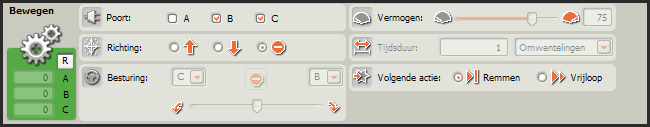 Bewegen
R
0 A
0 B
0 C
Poort: A B C
Richting:
Besturing: C B
Vermogen: 75
Tijdsduur: 1 Omwentelingen
Volgende actie: Remmen Vrijloop